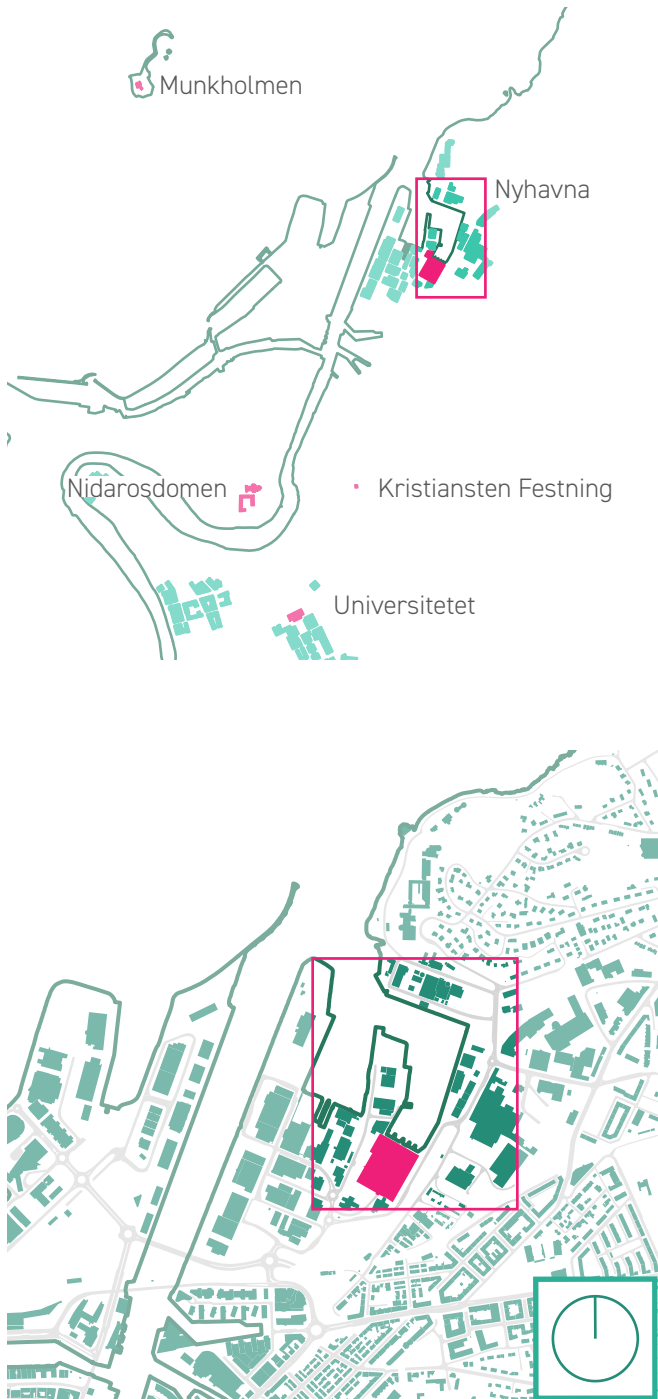 Munkholmen
Nyhavna
Nidarosdomen
Kristiansten Festning
Universitetet